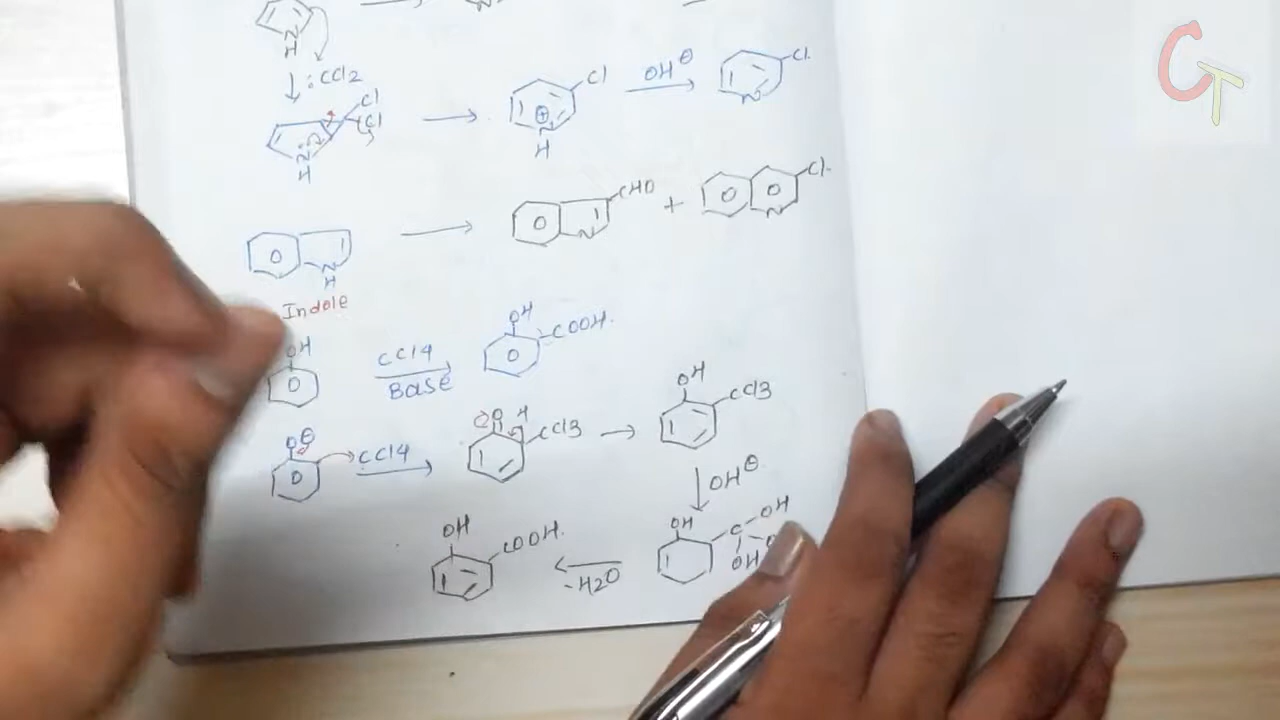 N
H
:CCl2
Cl
Cl
N
H
Cl
⊕
N
H
OH⊖
Cl
N
CT
N
H
Indole
CHO
N
+
Cl
N
OH
CCl4
Base
OH
COOH.
O⊖
CCl4
O
H
CCl3
OH
CCl3
OH⊖
OH
C
OH
OH
-H2O
OH
COOH.